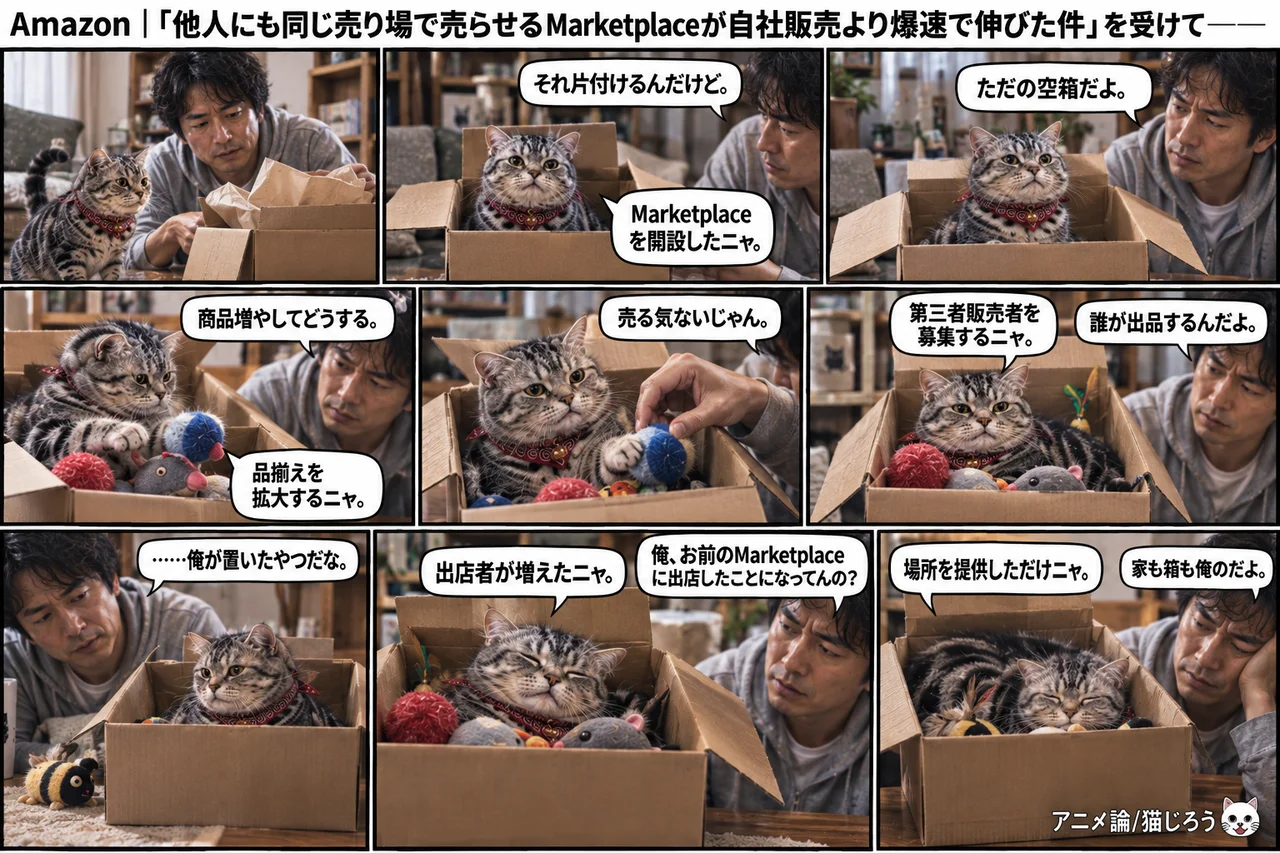 Amazon｜「他人にも同じ売り場で売らせるMarketplaceが自社販売より爆速で伸びた件」を受けて――
それ片付けるんだけど。
Marketplace
を開設したニャ。
ただの空箱だよ。
商品増やしてどうする。
品揃えを
拡大するニャ。
売る気ないじゃん。
第三者販売者を
募集するニャ。
誰が出品するんだよ。
……俺が置いたやつだな。
出店者が増えたニャ。
俺、お前のMarketplace
に出店したことになってんの？
場所を提供しただけニャ。
家も箱も俺のだよ。
アニメ論/猫じろう